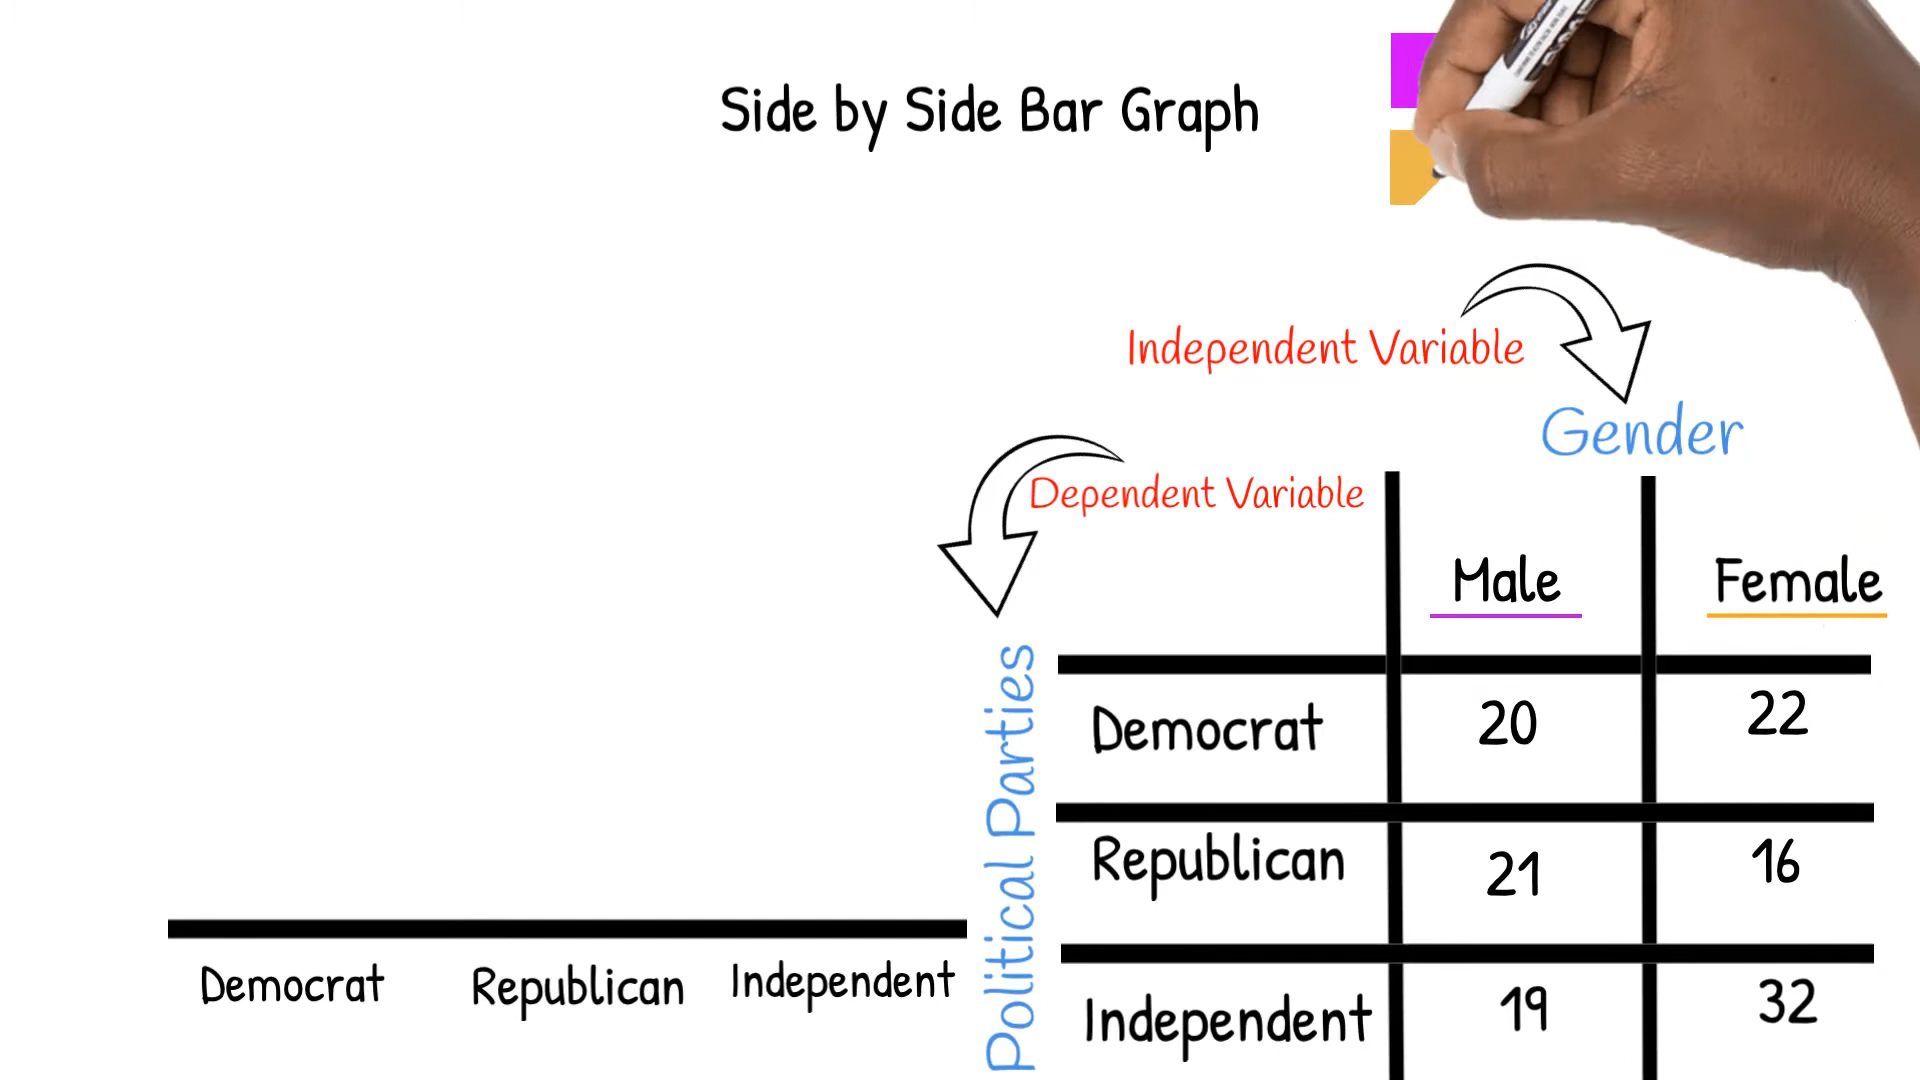 Side by Side Bar Graph
Independent Variable
Gender
Dependent Variable
Male Female
Political Parties
Democrat 20 22
Republican 21 16
Independent 19 32
Democrat Republican Independent